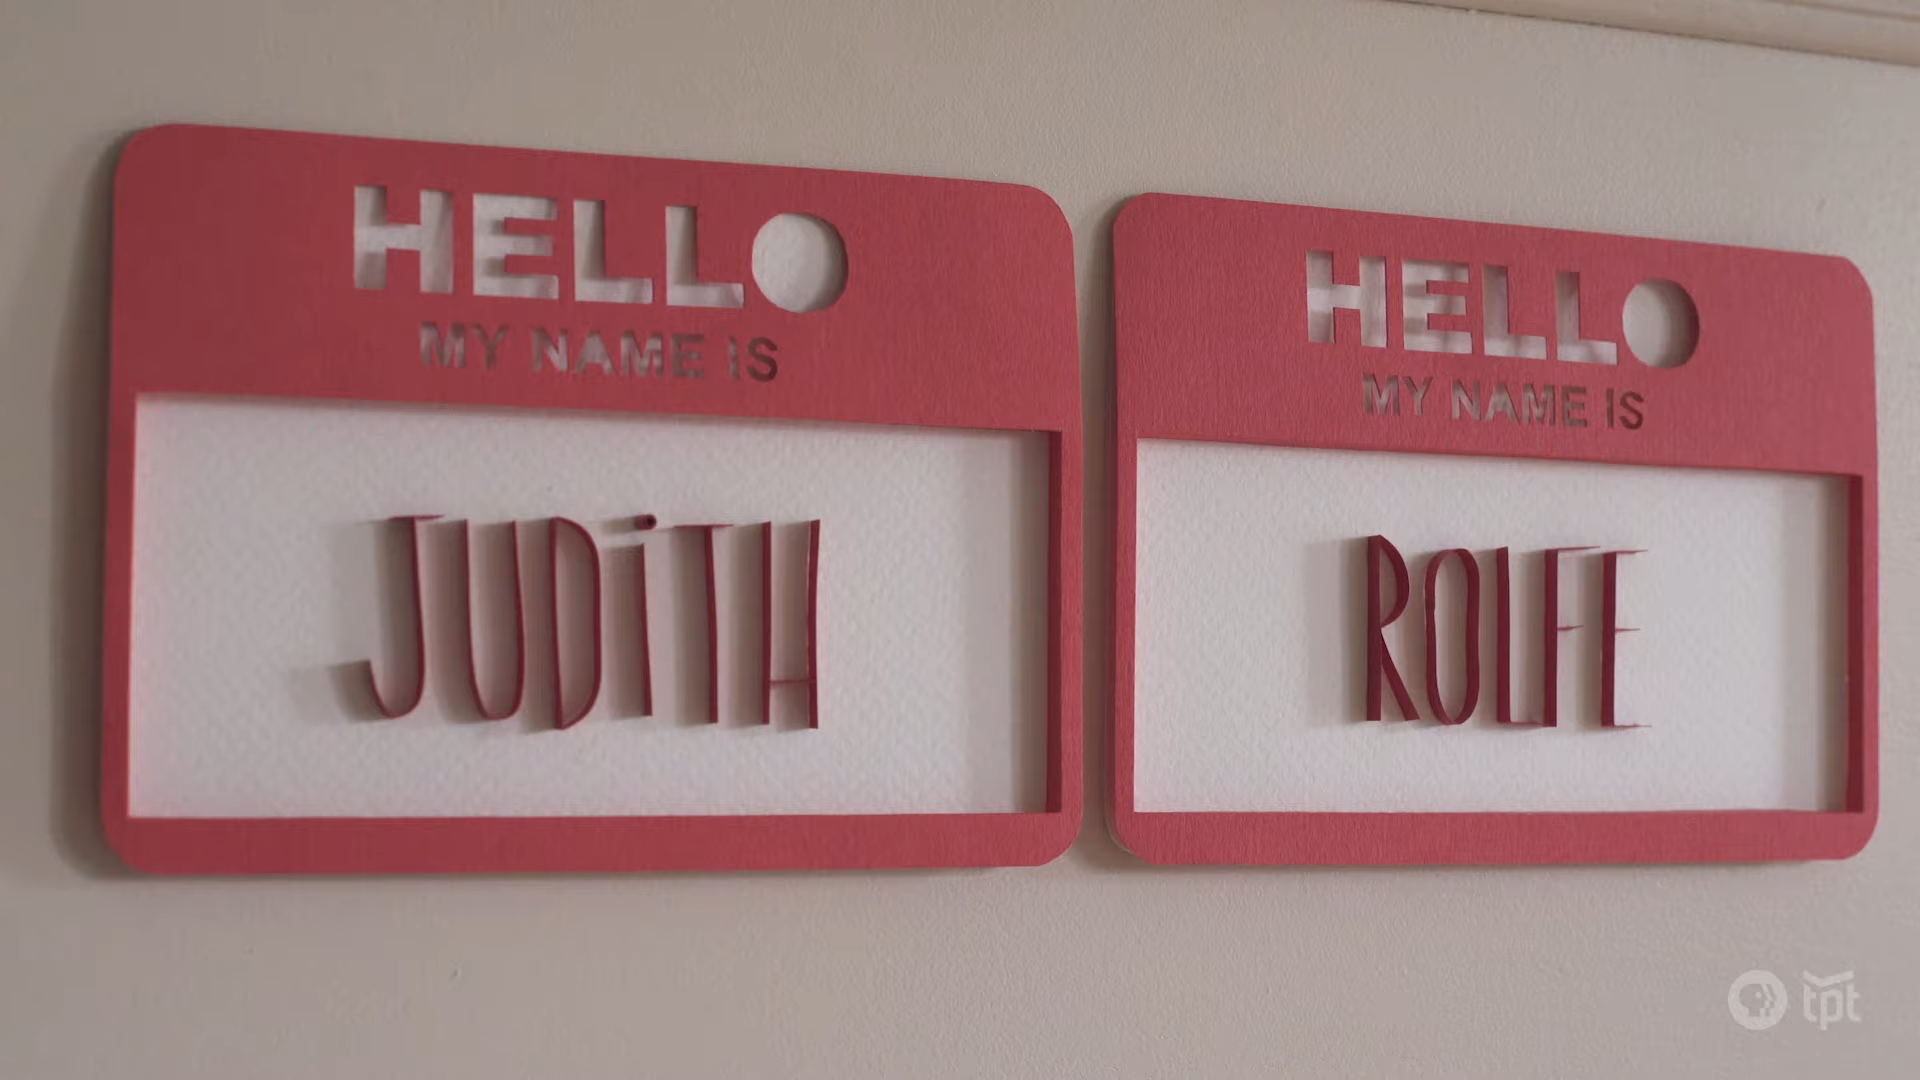 HELLO
MY NAME IS
JUDiTH
HELLO
MY NAME IS
ROLFE
tpt